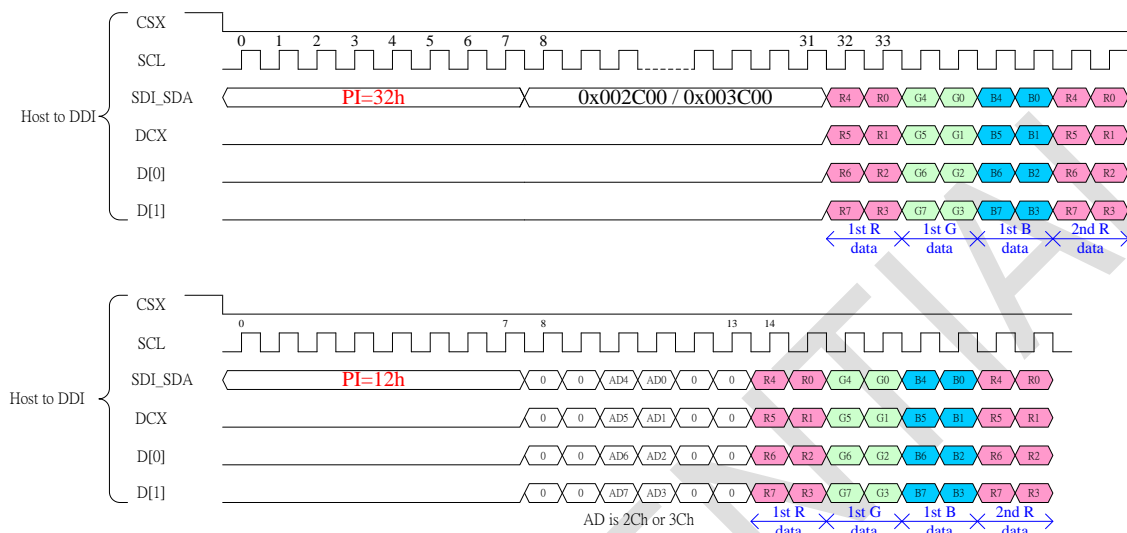 CSX
0 1 2 3 4 5 6 7 8 31 32 33
SCL
SDI_SDA PI=32h 0x002C00 / 0x003C00 R4 R0 G4 G0 B4 B0 R4 R0
Host to DDI
DCX R5 R1 G5 G1 B5 B1 R5 R1
D[0] R6 R2 G6 G2 B6 B2 R6 R2
D[1] R7 R3 G7 G3 B7 B3 R7 R3
1st R 1st G 1st B 2nd R
data data data data
CSX
0 7 8 13 14
SCL
SDI_SDA PI=12h 0 0 AD4 AD0 0 0 R4 R0 G4 G0 B4 B0 R4 R0
Host to DDI
DCX 0 0 AD5 AD1 0 0 R5 R1 G5 G1 B5 B1 R5 R1
D[0] 0 0 AD6 AD2 0 0 R6 R2 G6 G2 B6 B2 R6 R2
D[1] 0 0 AD7 AD3 0 0 R7 R3 G7 G3 B7 B3 R7 R3
AD is 2Ch or 3Ch 1st R 1st G 1st B 2nd R
data data data data
ENTIAL